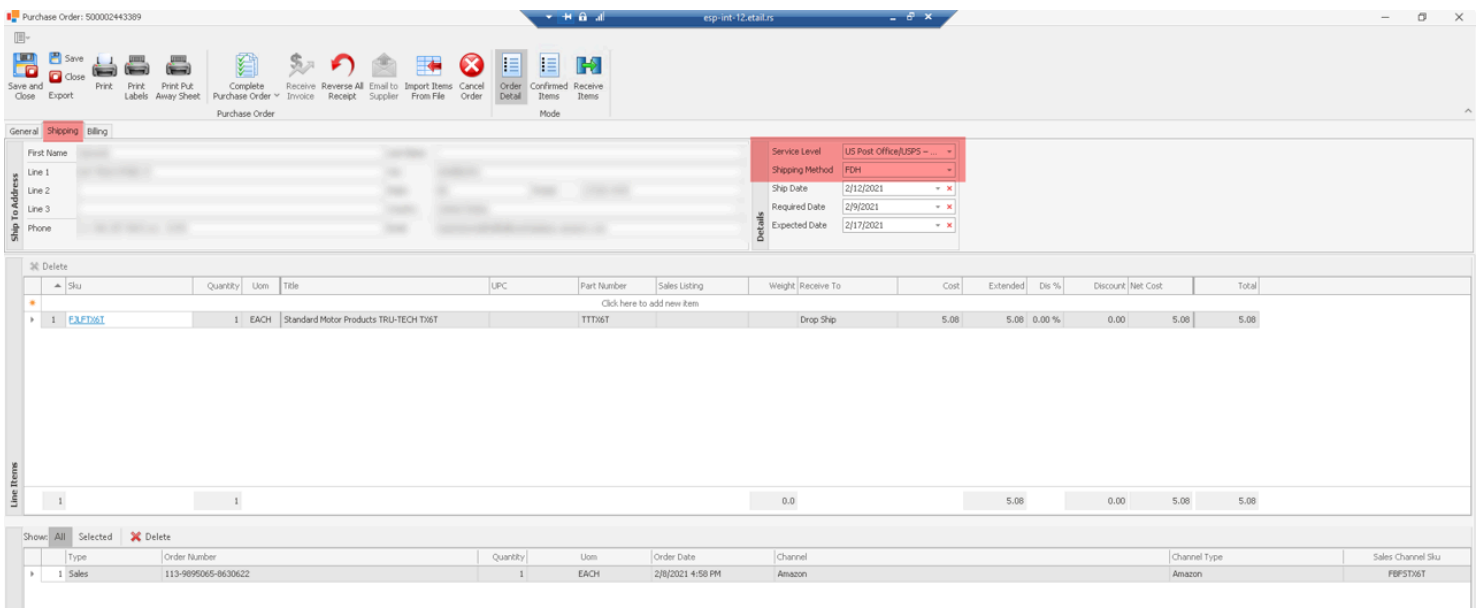 Purchase Order: 500002443389
esp-int-12.etail.rs
Save and Close
Save
Close
Export
Print
Print Labels
Print Put Away Sheet
Complete Purchase Order
Receive Invoice
Reverse All Receipt
Email to Supplier
Import Items From File
Cancel Order
Order Detail
Confirmed Items
Receive Items
Purchase Order
Mode
General Shipping Billing
Ship To Address
First Name
Line 1
Line 2
Line 3
Phone
Details
Service Level US Post Office/USPS – ...
Shipping Method FDH
Ship Date 2/12/2021
Required Date 2/9/2021
Expected Date 2/17/2021
Line Items
Delete
Sku Quantity Uom Title UPC Part Number Sales Listing Weight Receive To Cost Extended Dis % Discount Net Cost Total
Click here to add new item
1 FJLFTX6T 1 EACH Standard Motor Products TRU-TECH TX6T TTTX6T Drop Ship 5.08 5.08 0.00 % 0.00 5.08 5.08
1 1 0.0 5.08 0.00 5.08 5.08
Show: All Selected Delete
Type Order Number Quantity Uom Order Date Channel Channel Type Sales Channel Sku
1 Sales 113-9895065-8630622 1 EACH 2/8/2021 4:58 PM Amazon Amazon FBFSTX6T